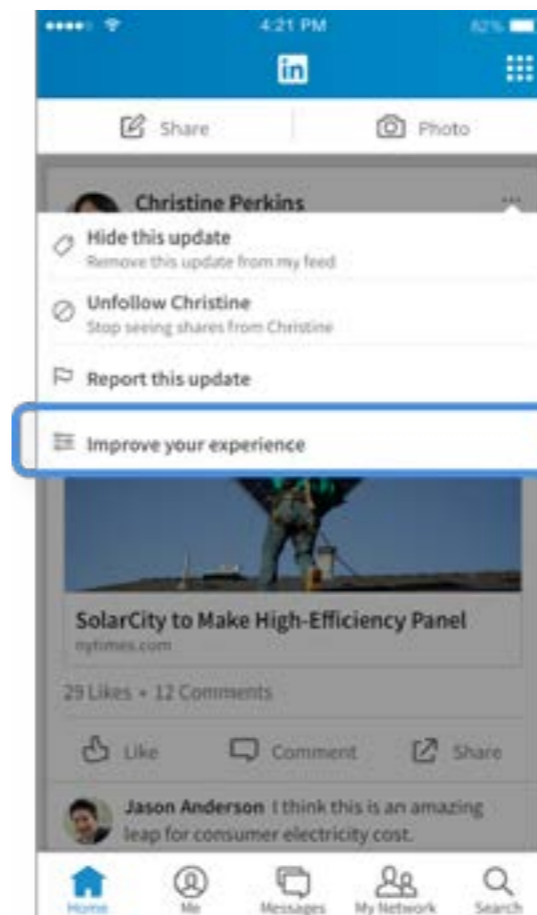 4:21 PM
82%
in
Share
Photo
Christine Perkins
Hide this update
Remove this update from my feed
Unfollow Christine
Stop seeing shares from Christine
Report this update
Improve your experience
SolarCity to Make High-Efficiency Panel
nytimes.com
29 Likes • 12 Comments
Like
Comment
Share
Jason Anderson I think this is an amazing
leap for consumer electricity cost.
Home
Me
Messages
My Network
Search